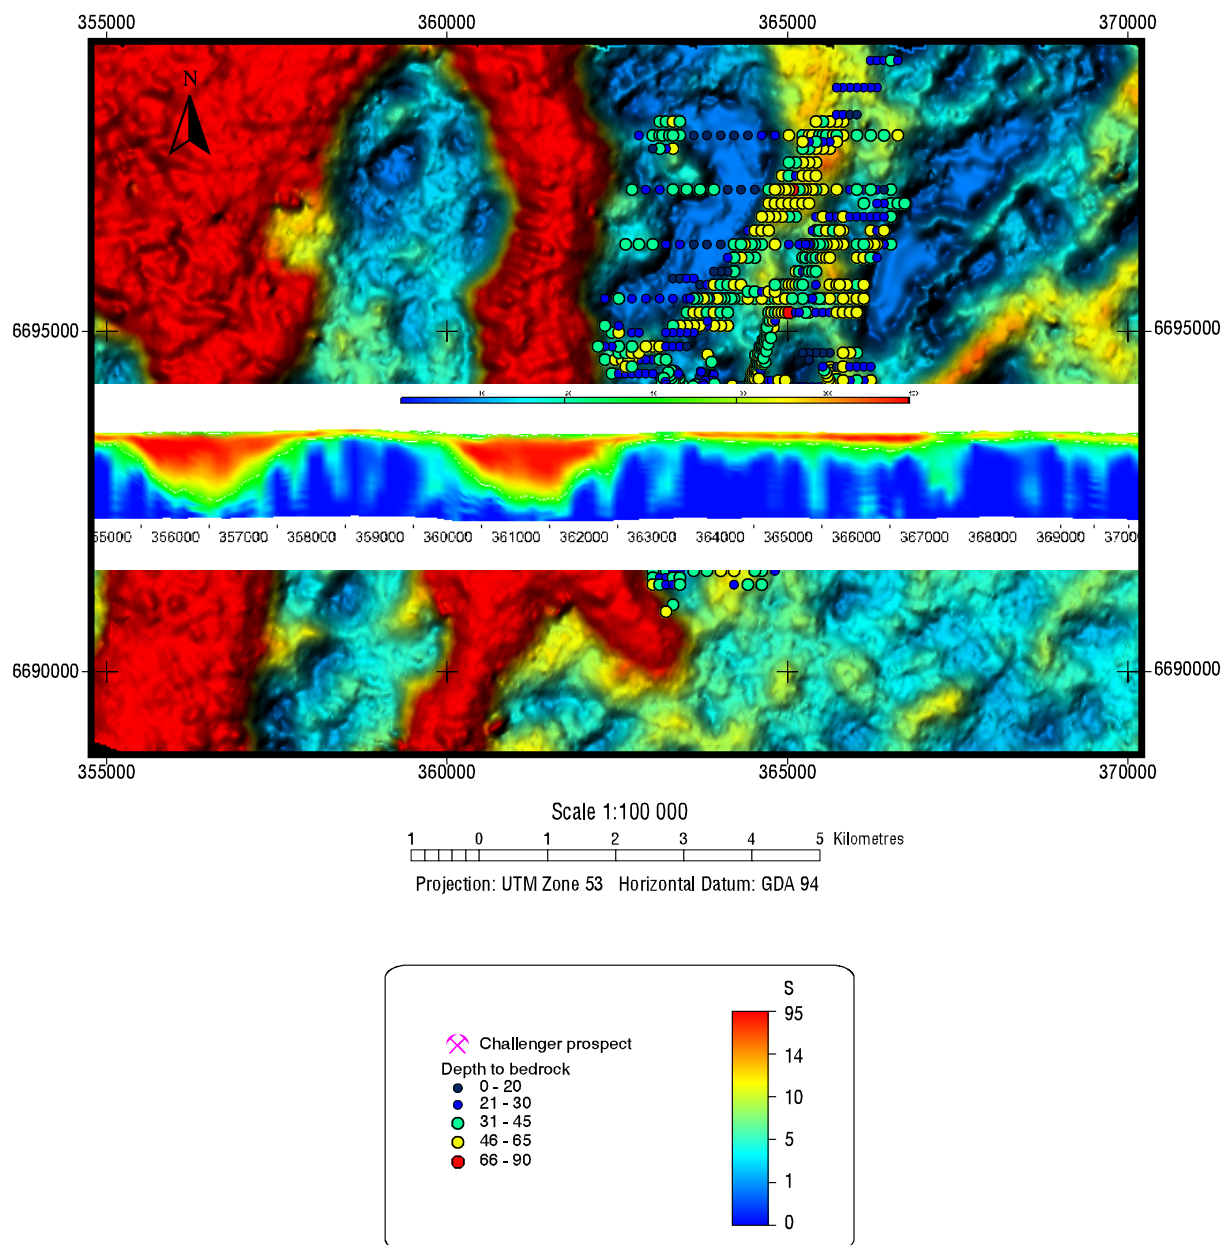 355000 360000 365000 370000
N
6695000 6695000
355000 356000 357000 358000 359000 360000 361000 362000 363000 364000 365000 366000 367000 368000 369000 370000
6690000 6690000
355000 360000 365000 370000
Scale 1:100 000
1 0 1 2 3 4 5 Kilometres
Projection: UTM Zone 53 Horizontal Datum: GDA 94
S
95
Challenger prospect
14
Depth to bedrock
0 - 20
10
21 - 30
31 - 45
5
46 - 65
66 - 90
1
0